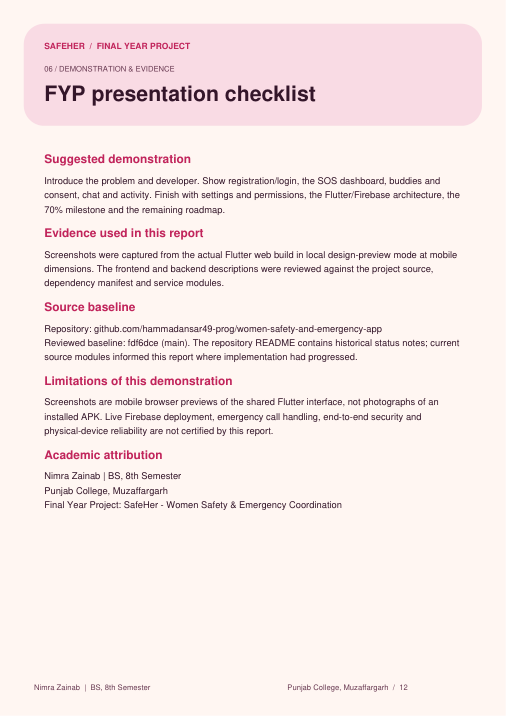 SAFEHER / FINAL YEAR PROJECT
06 / DEMONSTRATION & EVIDENCE
FYP presentation checklist
Suggested demonstration
Introduce the problem and developer. Show registration/login, the SOS dashboard, buddies and
consent, chat and activity. Finish with settings and permissions, the Flutter/Firebase architecture, the
70% milestone and the remaining roadmap.
Evidence used in this report
Screenshots were captured from the actual Flutter web build in local design-preview mode at mobile
dimensions. The frontend and backend descriptions were reviewed against the project source,
dependency manifest and service modules.
Source baseline
Repository: github.com/hammadansar49-prog/women-safety-and-emergency-app
Reviewed baseline: fdf6dce (main). The repository README contains historical status notes; current
source modules informed this report where implementation had progressed.
Limitations of this demonstration
Screenshots are mobile browser previews of the shared Flutter interface, not photographs of an
installed APK. Live Firebase deployment, emergency call handling, end-to-end security and
physical-device reliability are not certified by this report.
Academic attribution
Nimra Zainab | BS, 8th Semester
Punjab College, Muzaffargarh
Final Year Project: SafeHer - Women Safety & Emergency Coordination
Nimra Zainab | BS, 8th Semester
Punjab College, Muzaffargarh / 12